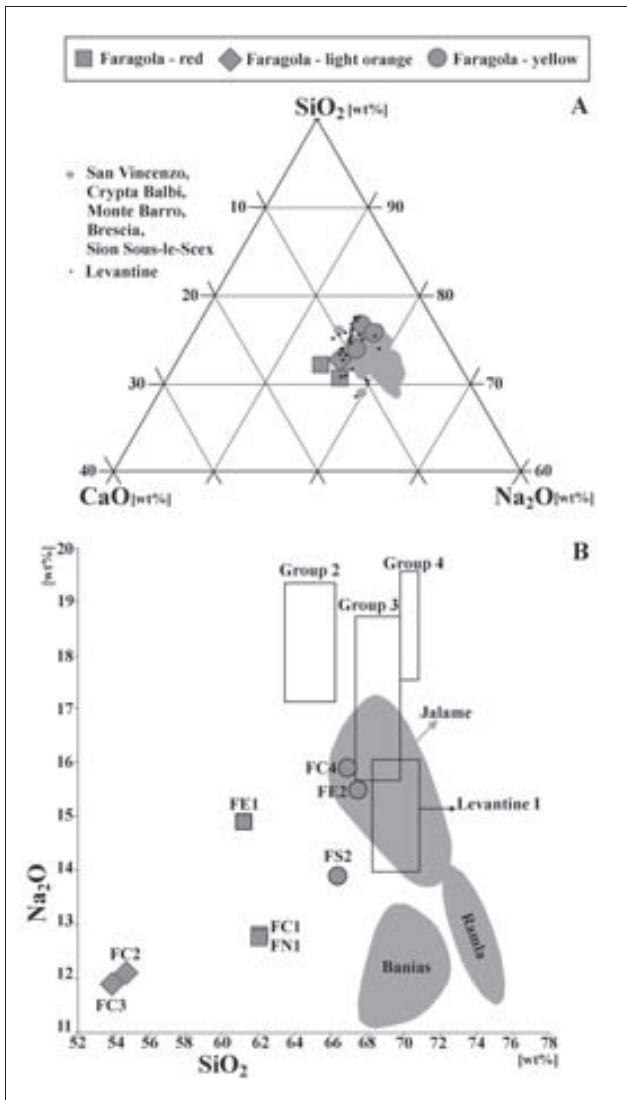 Faragola - red Faragola - light orange Faragola - yellow
SiO₂ [wt%] A
San Vincenzo,
Crypta Balbi,
Monte Barro,
Brescia,
Sion Sous-le-Scex
Levantine
10 90
20 80
30 70
40 60
CaO [wt%] Na₂O [wt%]
B
[wt%]
20
Group 4
Group 2
19
Group 3
18
17
Jalame
16
FC4
FE2
Levantine I
FE1
15
14
FS2
13
FC1
FN1
Ramla
Banias
FC2
12
FC3
11
Na₂O
52 54 56 58 60 62 64 66 68 70 72 74 76 78
SiO₂ [wt%]